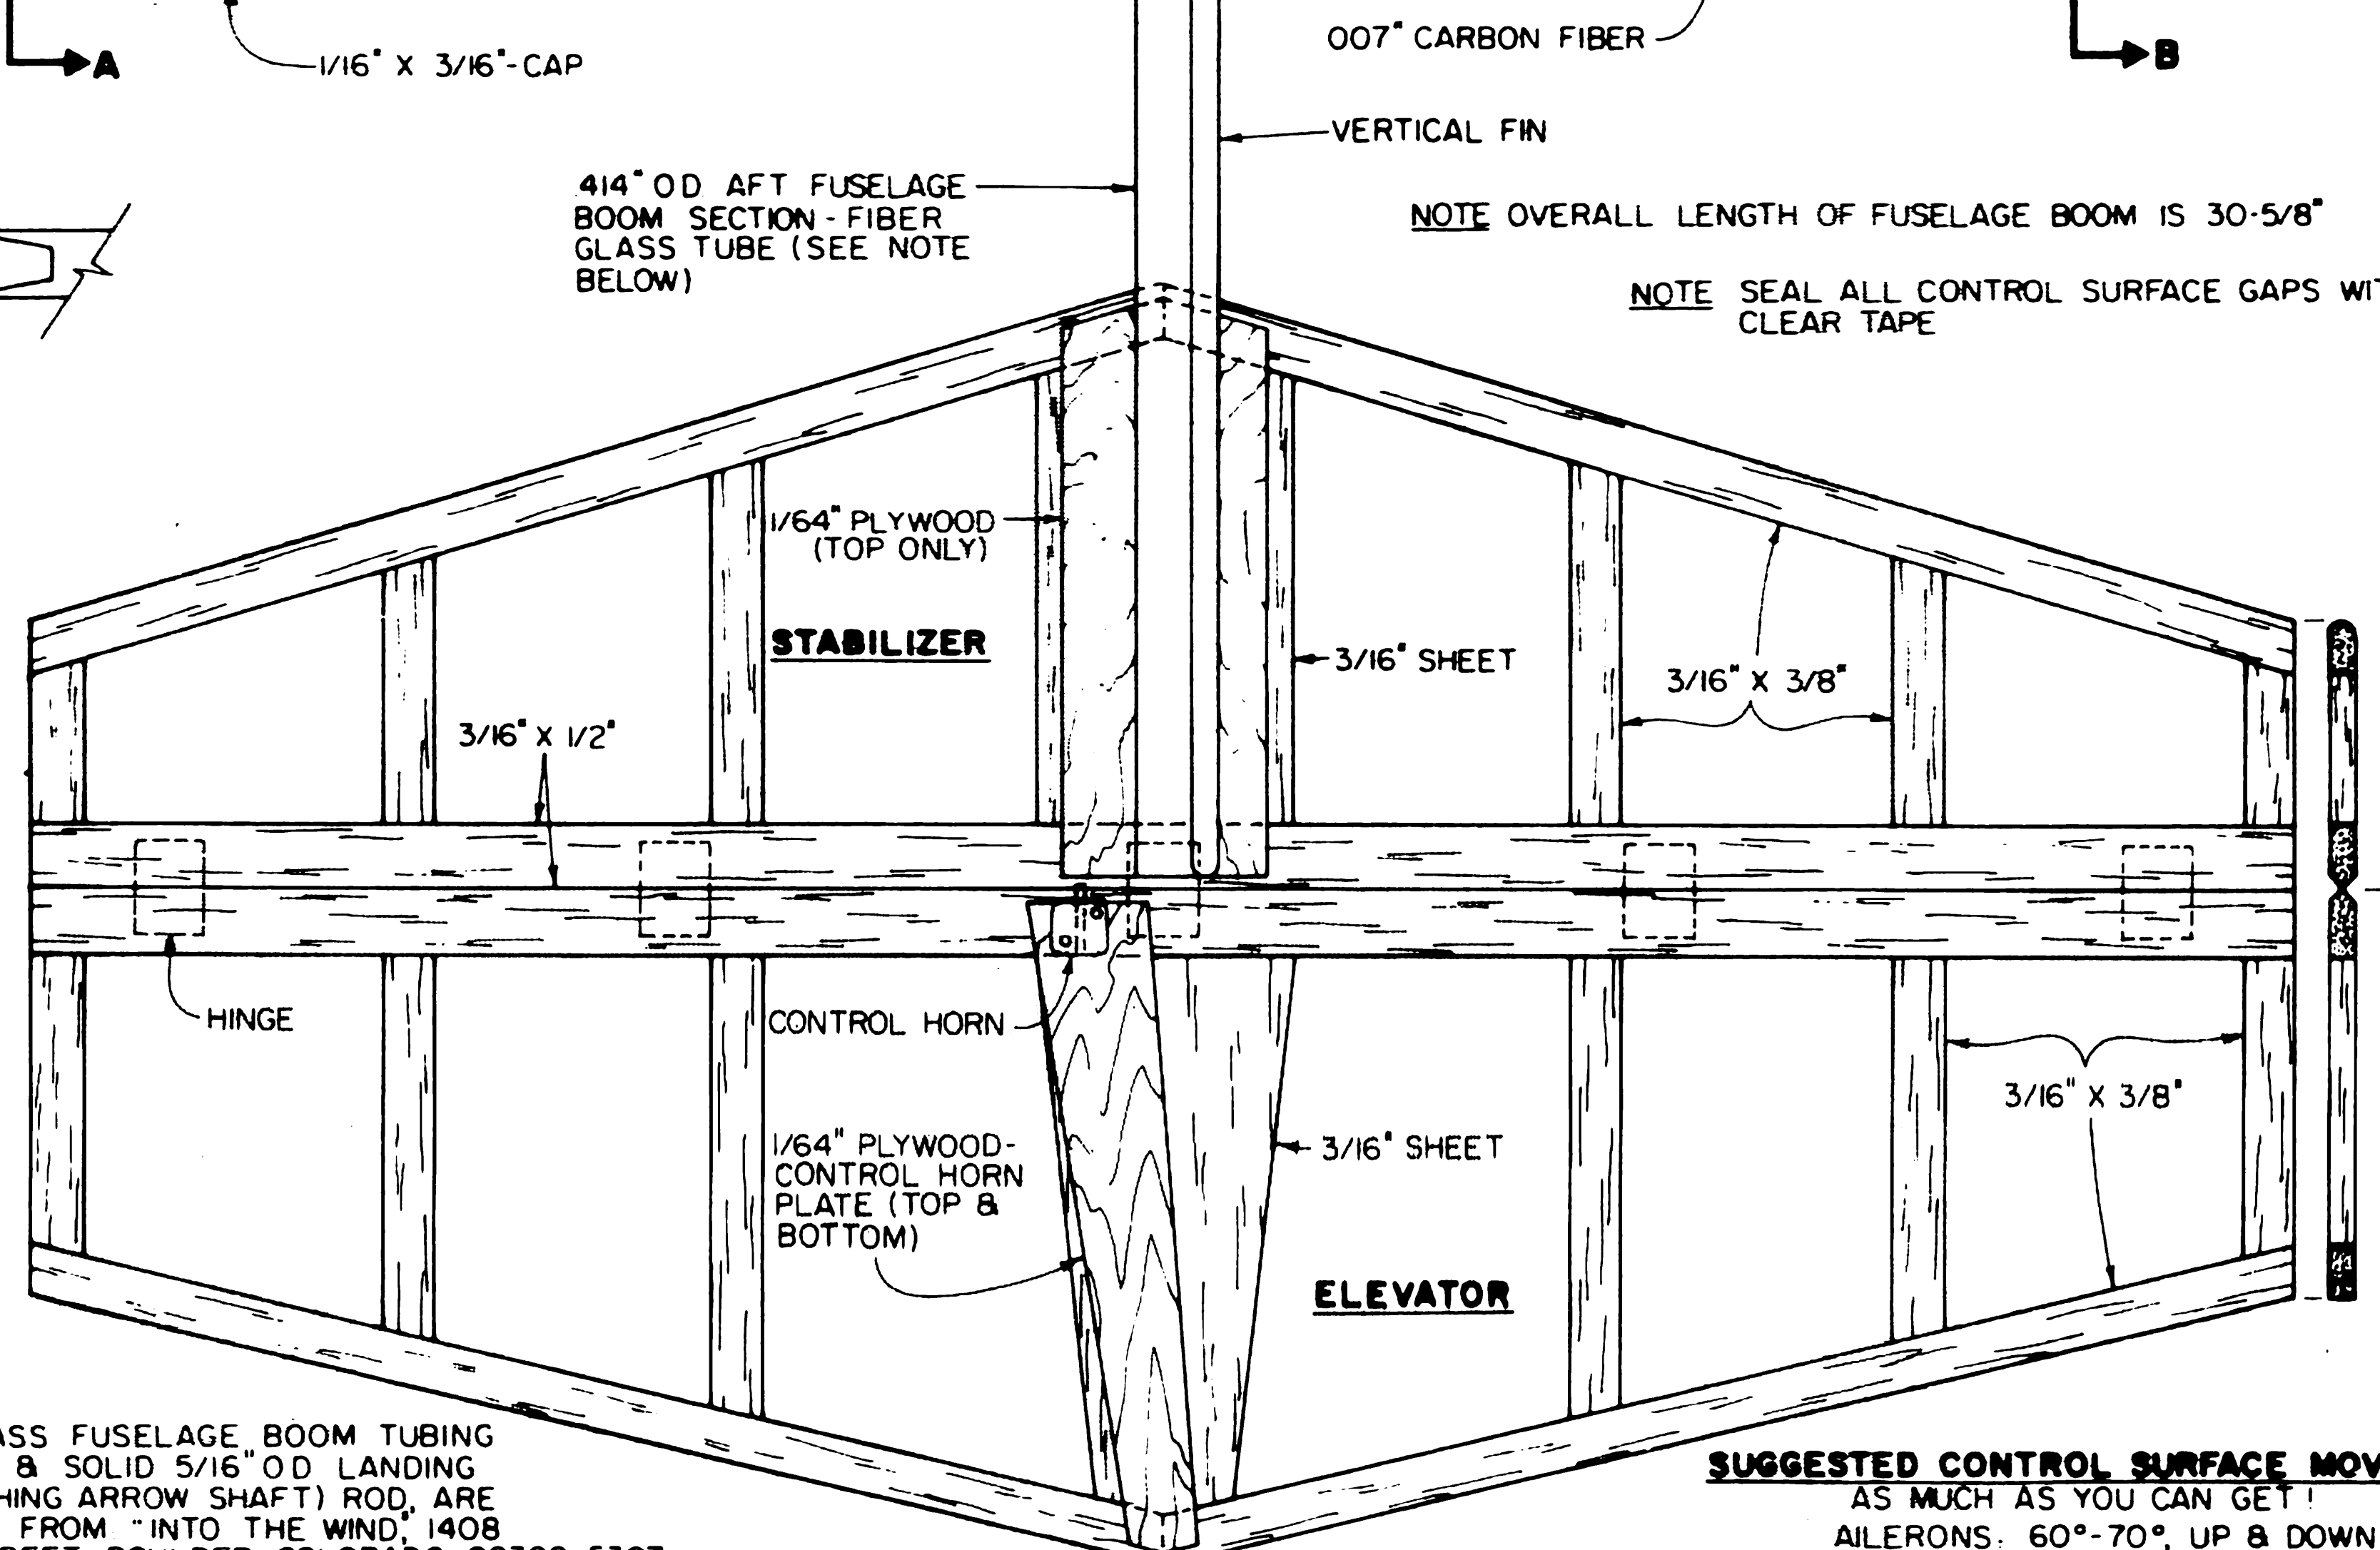 A
1/16" X 3/16"-CAP
007" CARBON FIBER
B
VERTICAL FIN
.414" OD AFT FUSELAGE
BOOM SECTION - FIBER
GLASS TUBE (SEE NOTE
BELOW)
NOTE OVERALL LENGTH OF FUSELAGE BOOM IS 30-5/8"
NOTE SEAL ALL CONTROL SURFACE GAPS WIT
CLEAR TAPE
1/64" PLYWOOD
(TOP ONLY)
STABILIZER
3/16" SHEET
3/16" X 3/8"
3/16" X 1/2"
HINGE
CONTROL HORN
3/16" X 3/8"
1/64" PLYWOOD-
CONTROL HORN
PLATE (TOP &
BOTTOM)
3/16" SHEET
ELEVATOR
ASS FUSELAGE BOOM TUBING
& SOLID 5/16" OD LANDING
HING ARROW SHAFT) ROD, ARE
FROM "INTO THE WIND," 1408
SUGGESTED CONTROL SURFACE MOV
AS MUCH AS YOU CAN GET!
AILERONS: 60°-70°, UP & DOWN